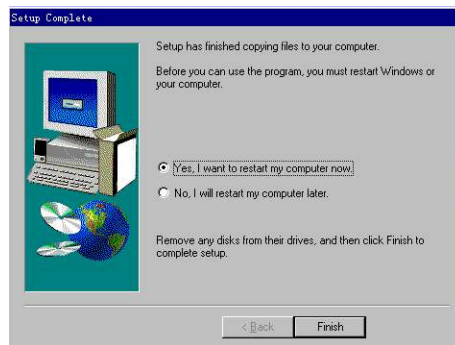 Setup Complete
Setup has finished copying files to your computer.
Before you can use the program, you must restart Windows or
your computer.
Yes, I want to restart my computer now.
No, I will restart my computer later.
Remove any disks from their drives, and then click Finish to
complete setup.
< Back
Finish